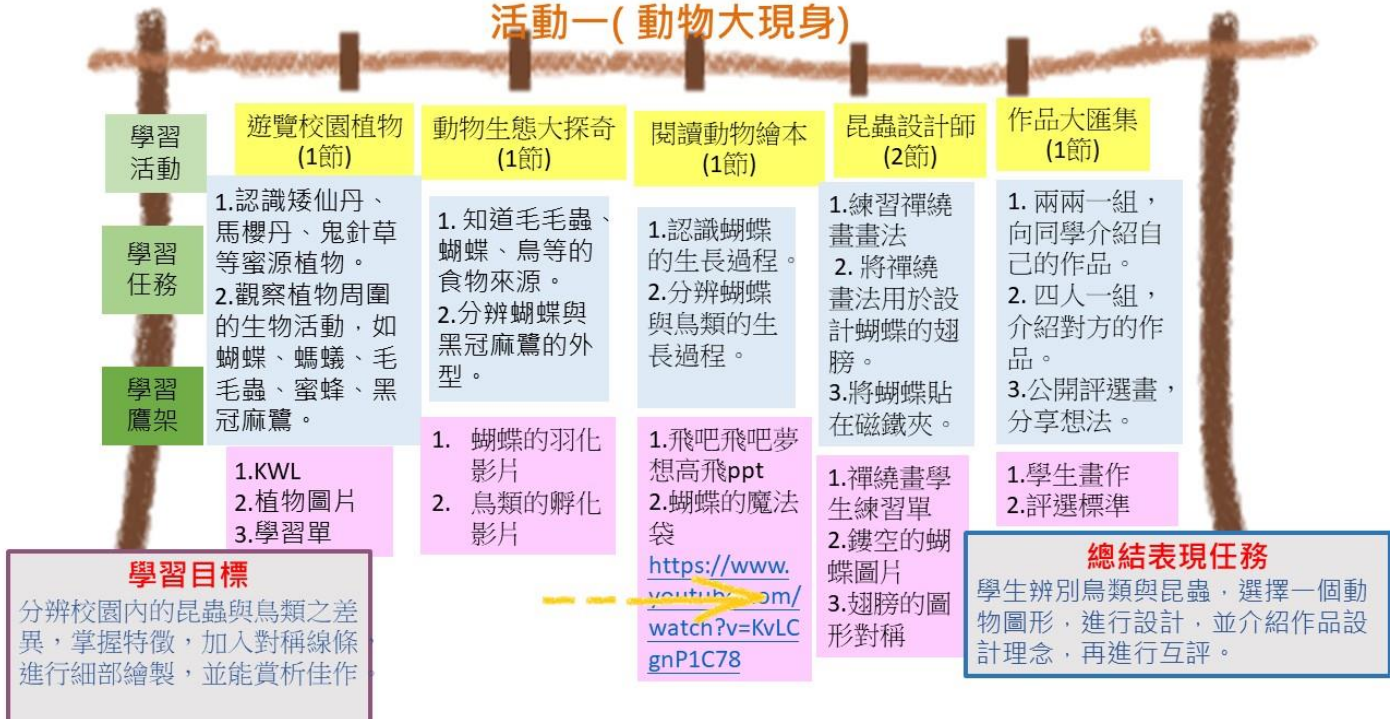 活動一( 動物大現身)
學習
活動
遊覽校園植物
(1節)
動物生態大探奇
(1節)
閱讀動物繪本
(1節)
昆蟲設計師
(2節)
作品大匯集
(1節)
學習
任務
1.認識矮仙丹、
馬櫻丹、鬼針草
等蜜源植物。
2.觀察植物周圍
的生物活動，如
蝴蝶、螞蟻、毛
毛蟲、蜜蜂、黑
冠麻鷺。
1. 知道毛毛蟲、
蝴蝶、鳥等的
食物來源。
2.分辨蝴蝶與
黑冠麻鷺的外
型。
1.認識蝴蝶
的生長過程。
2.分辨蝴蝶
與鳥類的生
長過程。
1.練習禪繞
畫畫法
2. 將禪繞
畫法用於設
計蝴蝶的翅
膀。
3.將蝴蝶貼
在磁鐵夾。
1. 兩兩一組，
向同學介紹自
己的作品。
2. 四人一組，
介紹對方的作
品。
3.公開評選畫，
分享想法。
學習
鷹架
1.KWL
2.植物圖片
3.學習單
1. 蝴蝶的羽化
影片
2. 鳥類的孵化
影片
1.飛吧飛吧夢
想高飛ppt
2.蝴蝶的魔法
袋
https://www.
youtube.com/
watch?v=KvLC
gnP1C78
1.禪繞畫學
生練習單
2.鏤空的蝴
蝶圖片
3.翅膀的圖
形對稱
1.學生畫作
2.評選標準
學習目標
分辨校園內的昆蟲與鳥類之差
異，掌握特徵，加入對稱線條，
進行細部繪製，並能賞析佳作。
總結表現任務
學生辨別鳥類與昆蟲，選擇一個動
物圖形，進行設計，並介紹作品設
計理念，再進行互評。